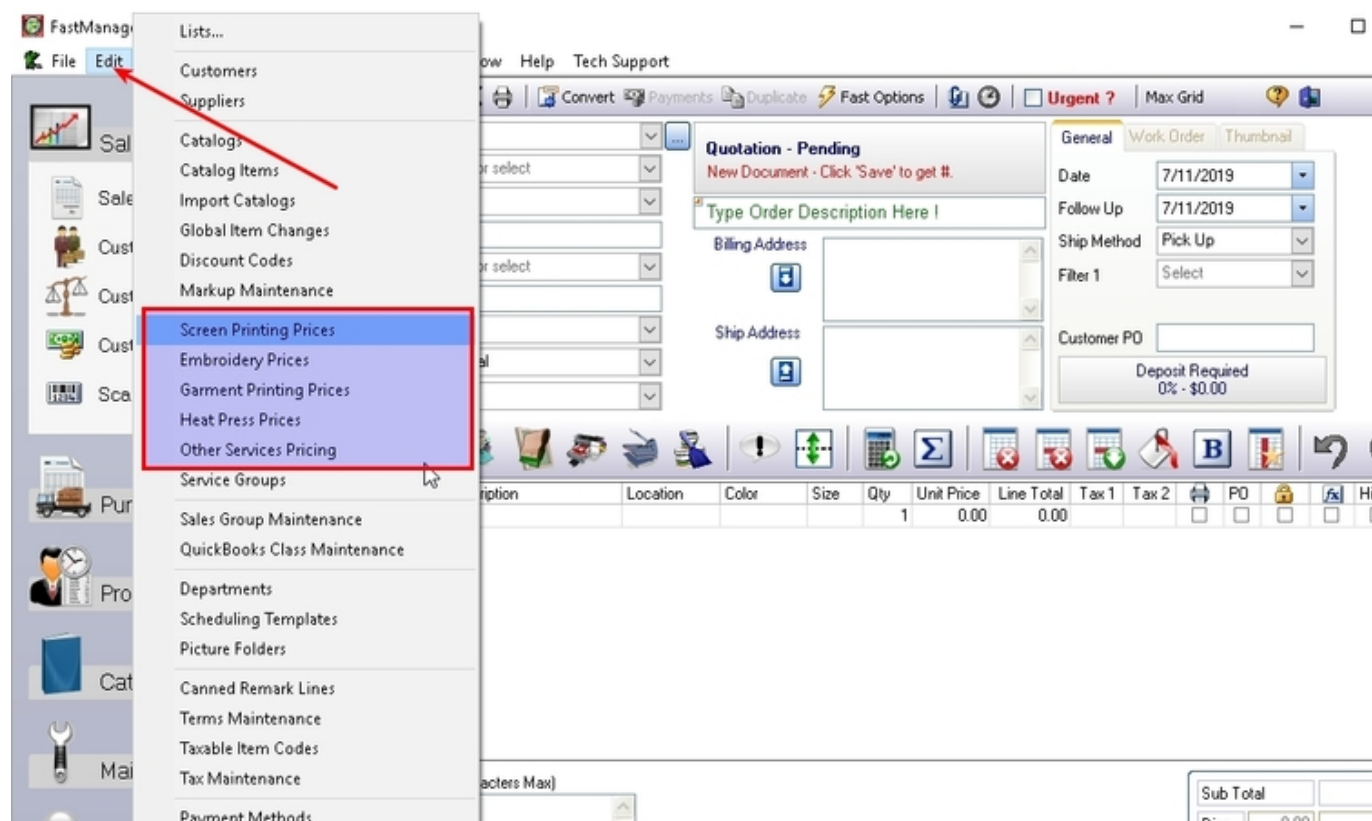 FastManag
File Edit ow Help Tech Support
Lists...
Customers
Suppliers
Catalogs
Catalog Items
Import Catalogs
Global Item Changes
Discount Codes
Markup Maintenance
Screen Printing Prices
Embroidery Prices
Garment Printing Prices
Heat Press Prices
Other Services Pricing
Service Groups
Sales Group Maintenance
QuickBooks Class Maintenance
Departments
Scheduling Templates
Picture Folders
Canned Remark Lines
Terms Maintenance
Taxable Item Codes
Tax Maintenance
Payment Methods
Sal
Sale
Cust
Cust
Cust
Sca
Pur
Pro
Cat
Mai
Convert Payments Duplicate Fast Options Urgent ? Max Grid
or select
or select
al
...
Quotation - Pending
New Document - Click 'Save' to get #.
Type Order Description Here !
Billing Address
Ship Address
General Work Order Thumbnail
Date 7/11/2019
Follow Up 7/11/2019
Ship Method Pick Up
Filter 1 Select
Customer PO
Deposit Required
0% - $0.00
Σ B
ription Location Color Size Qty Unit Price Line Total Tax 1 Tax 2 PO fx Hi
1 0.00 0.00
acters Max)
Sub Total
0.00